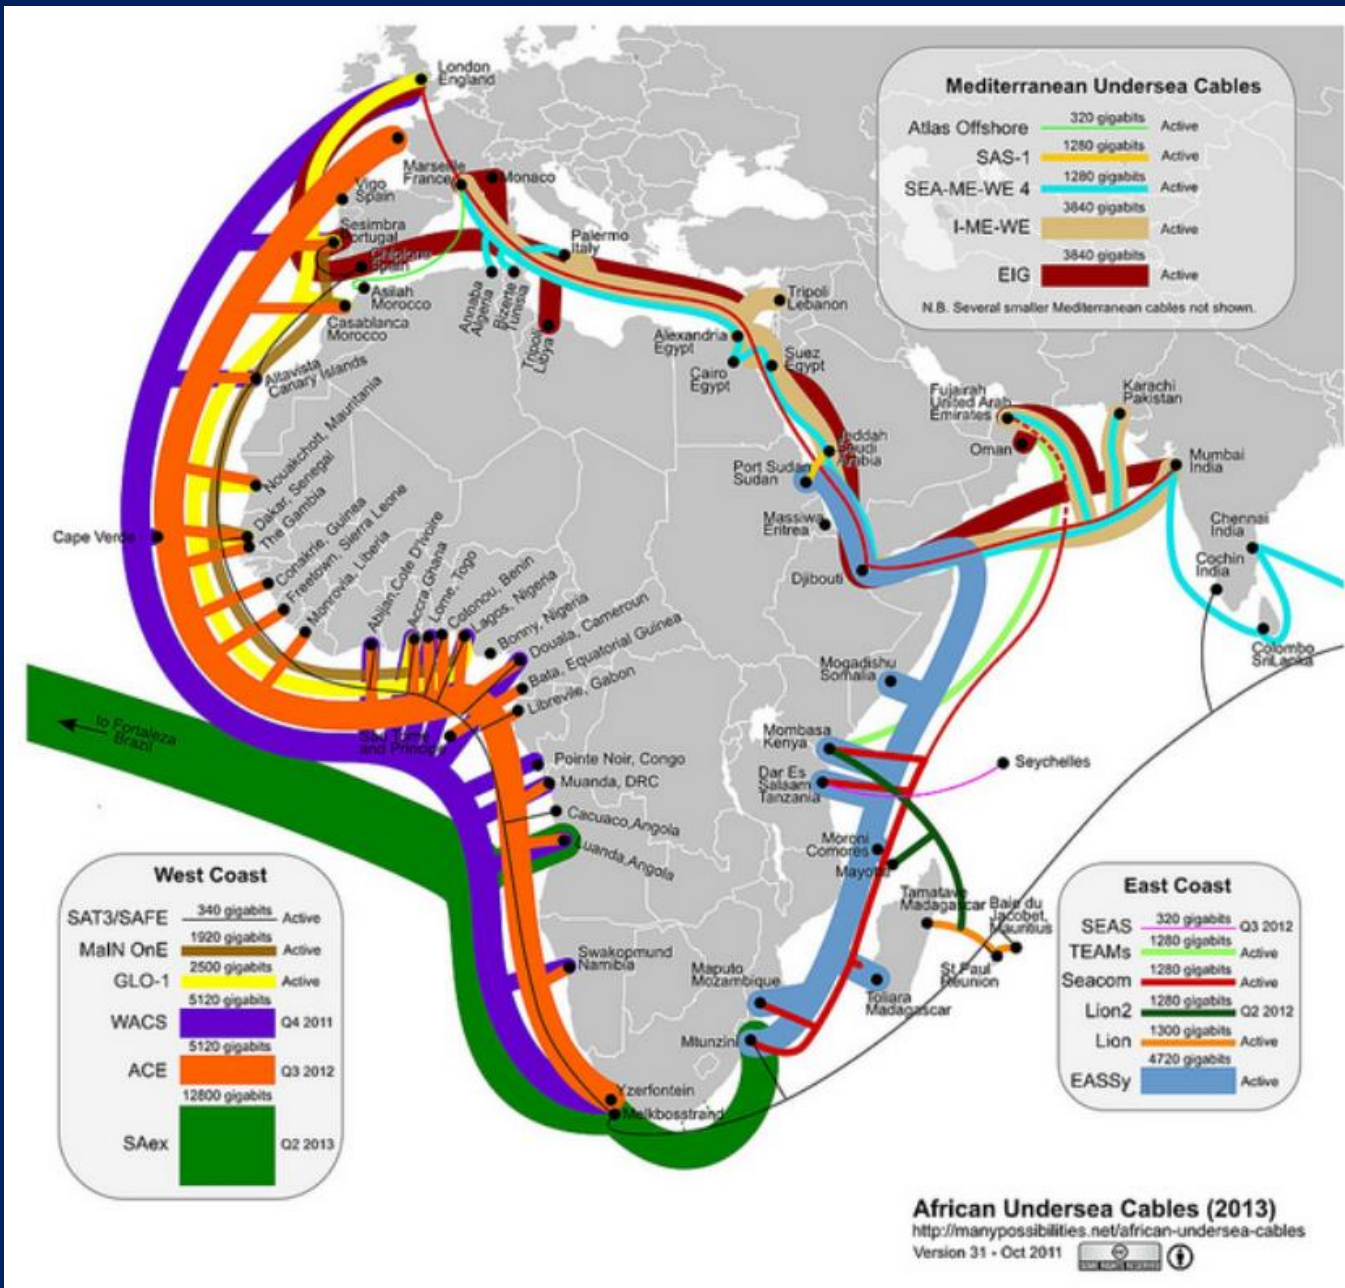 London
England
Marseille
France
Monaco
Vigo
Spain
Sesimbra
Portugal
Chipiona
Spain
Asilah
Morocco
Casablanca
Morocco
Palermo
Italy
Annaba
Algeria
Bizerte
Tunisia
Tripoli
Libya
Tripoli
Lebanon
Alexandria
Egypt
Cairo
Egypt
Suez
Egypt
Altavista
Canary Islands
Jeddah
Saudi
Arabia
Port Sudan
Sudan
Massiwa
Eritrea
Djibouti
Fujairah
United Arab
Emirates
Oman
Karachi
Pakistan
Mumbai
India
Chennai
India
Cochin
India
Colombo
SriLanka
Nouakchott, Mauritania
Dakar, Senegal
The Gambia
Cape Verde
Conakrie, Guinea
Freetown, Sierra Leone
Monrovia, Liberia
Abijan,Cote D'ivoire
Accra,Ghana
Lome, Togo
Cotonou, Benin
Lagos, Nigeria
Bonny, Nigeria
Douala, Cameroun
Bata, Equatorial Guinea
Libreville, Gabon
Sao Tome
and Principe
Pointe Noir, Congo
Muanda, DRC
Cacuaco,Angola
Luanda,Angola
Swakopmund
Namibia
Yzerfontein
Melkbosstrand
Mogadishu
Somalia
Mombasa
Kenya
Dar Es
Salaam
Tanzania
Seychelles
Moroni
Comores
Mayotte
Tamatave
Madagascar
Baie du
Jacobet,
Mauritius
St Paul
Reunion
Toliara
Madagascar
Maputo
Mozambique
Mtunzini
to Fortaleza
Brazil
Mediterranean Undersea Cables
Atlas Offshore 320 gigabits Active
SAS-1 1280 gigabits Active
SEA-ME-WE 4 1280 gigabits Active
I-ME-WE 3840 gigabits Active
EIG 3840 gigabits Active
N.B. Several smaller Mediterranean cables not shown.
West Coast
SAT3/SAFE 340 gigabits Active
MaIN OnE 1920 gigabits Active
GLO-1 2500 gigabits Active
WACS 5120 gigabits Q4 2011
ACE 5120 gigabits Q3 2012
SAex 12800 gigabits Q2 2013
East Coast
SEAS 320 gigabits Q3 2012
TEAMs 1280 gigabits Active
Seacom 1280 gigabits Active
Lion2 1280 gigabits Q2 2012
Lion 1300 gigabits Active
EASSy 4720 gigabits Active
African Undersea Cables (2013)
http://manypossibilities.net/african-undersea-cables
Version 31 - Oct 2011
cc
SOME RIGHTS RESERVED